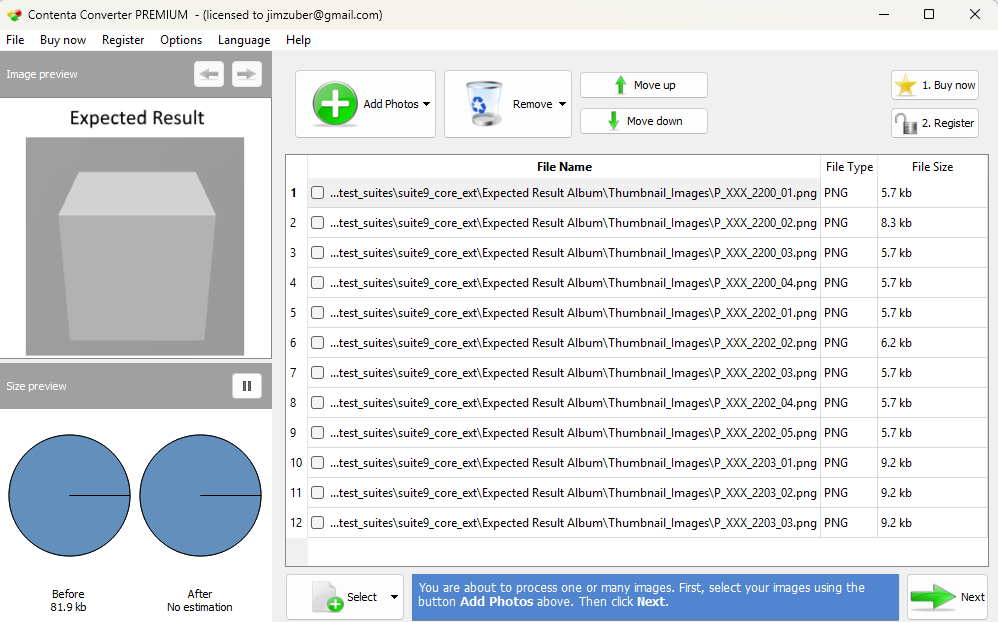 Contenta Converter PREMIUM - (licensed to jimzuber@gmail.com)
File Buy now Register Options Language Help
Image preview
Expected Result
Size preview
Before
81.9 kb
After
No estimation
Add Photos
Remove
Move up
Move down
1. Buy now
2. Register
File Name File Type File Size
1 ...test_suites\suite9_core_ext\Expected Result Album\Thumbnail_Images\P_XXX_2200_01.png PNG 5.7 kb
2 ...test_suites\suite9_core_ext\Expected Result Album\Thumbnail_Images\P_XXX_2200_02.png PNG 8.3 kb
3 ...test_suites\suite9_core_ext\Expected Result Album\Thumbnail_Images\P_XXX_2200_03.png PNG 5.7 kb
4 ...test_suites\suite9_core_ext\Expected Result Album\Thumbnail_Images\P_XXX_2200_04.png PNG 5.7 kb
5 ...test_suites\suite9_core_ext\Expected Result Album\Thumbnail_Images\P_XXX_2202_01.png PNG 5.7 kb
6 ...test_suites\suite9_core_ext\Expected Result Album\Thumbnail_Images\P_XXX_2202_02.png PNG 6.2 kb
7 ...test_suites\suite9_core_ext\Expected Result Album\Thumbnail_Images\P_XXX_2202_03.png PNG 5.7 kb
8 ...test_suites\suite9_core_ext\Expected Result Album\Thumbnail_Images\P_XXX_2202_04.png PNG 5.7 kb
9 ...test_suites\suite9_core_ext\Expected Result Album\Thumbnail_Images\P_XXX_2202_05.png PNG 5.7 kb
10 ...test_suites\suite9_core_ext\Expected Result Album\Thumbnail_Images\P_XXX_2203_01.png PNG 9.2 kb
11 ...test_suites\suite9_core_ext\Expected Result Album\Thumbnail_Images\P_XXX_2203_02.png PNG 9.2 kb
12 ...test_suites\suite9_core_ext\Expected Result Album\Thumbnail_Images\P_XXX_2203_03.png PNG 9.2 kb
Select
You are about to process one or many images. First, select your images using the
button Add Photos above. Then click Next.
Next